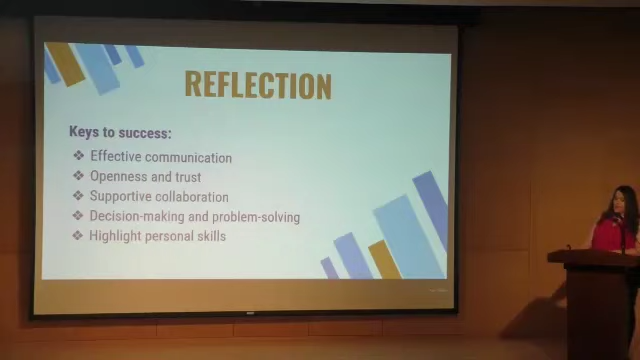 REFLECTION
Keys to success:
❖ Effective communication
❖ Openness and trust
❖ Supportive collaboration
❖ Decision-making and problem-solving
❖ Highlight personal skills